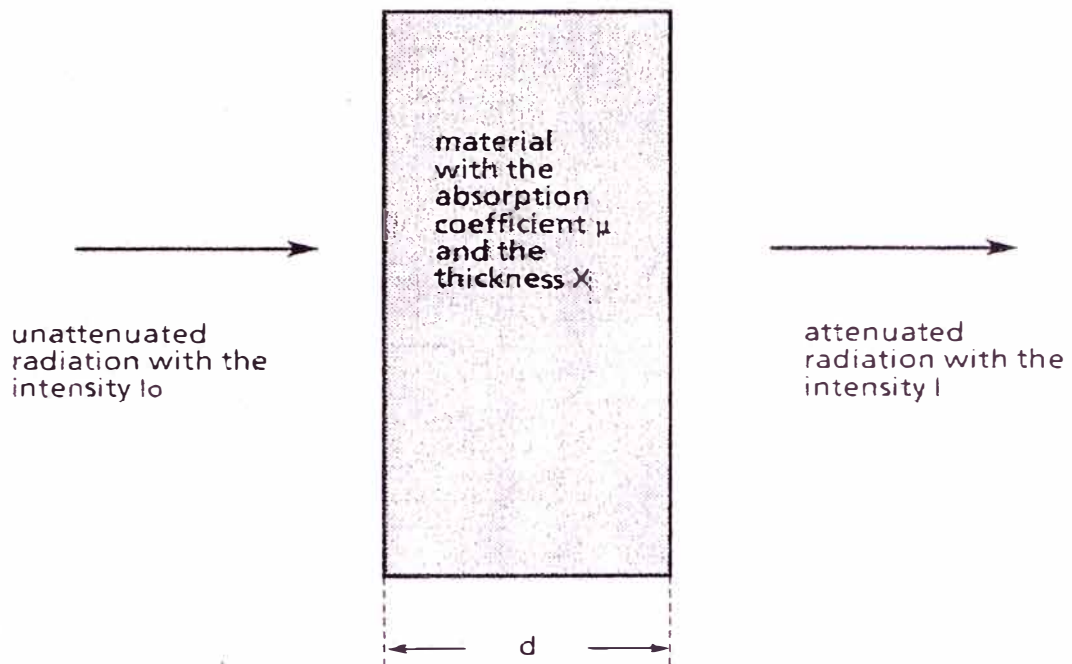 material
with the
absorption
coefficient μ
and the
thickness X
unattenuated
radiation with the
intensity Io
attenuated
radiation with the
intensity I
d